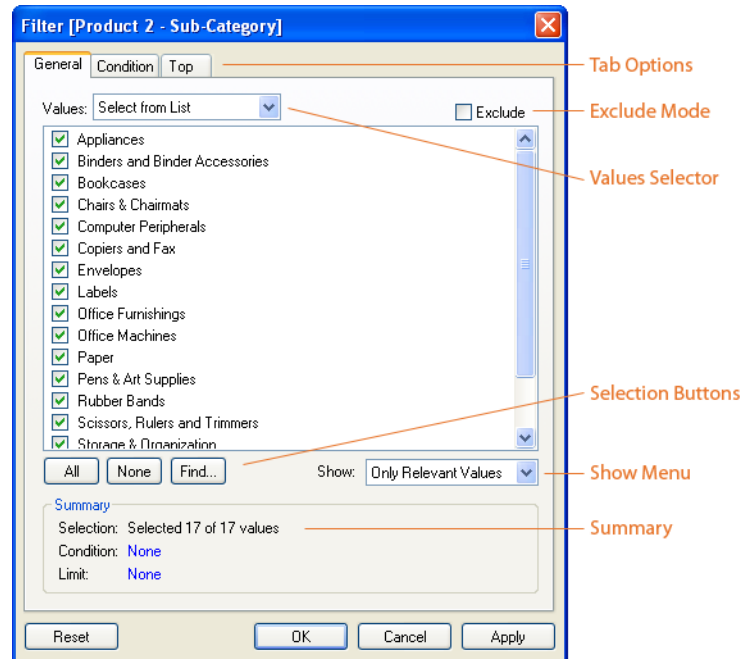 Filter [Product 2 - Sub-Category]
General Condition Top
Tab Options
Values: Select from List
Exclude
Exclude Mode
Values Selector
Appliances
Binders and Binder Accessories
Bookcases
Chairs & Chairmats
Computer Peripherals
Copiers and Fax
Envelopes
Labels
Office Furnishings
Office Machines
Paper
Pens & Art Supplies
Rubber Bands
Scissors, Rulers and Trimmers
Storage & Organization
Selection Buttons
All None Find...
Show: Only Relevant Values
Show Menu
Summary
Selection: Selected 17 of 17 values
Summary
Condition: None
Limit: None
Reset OK Cancel Apply